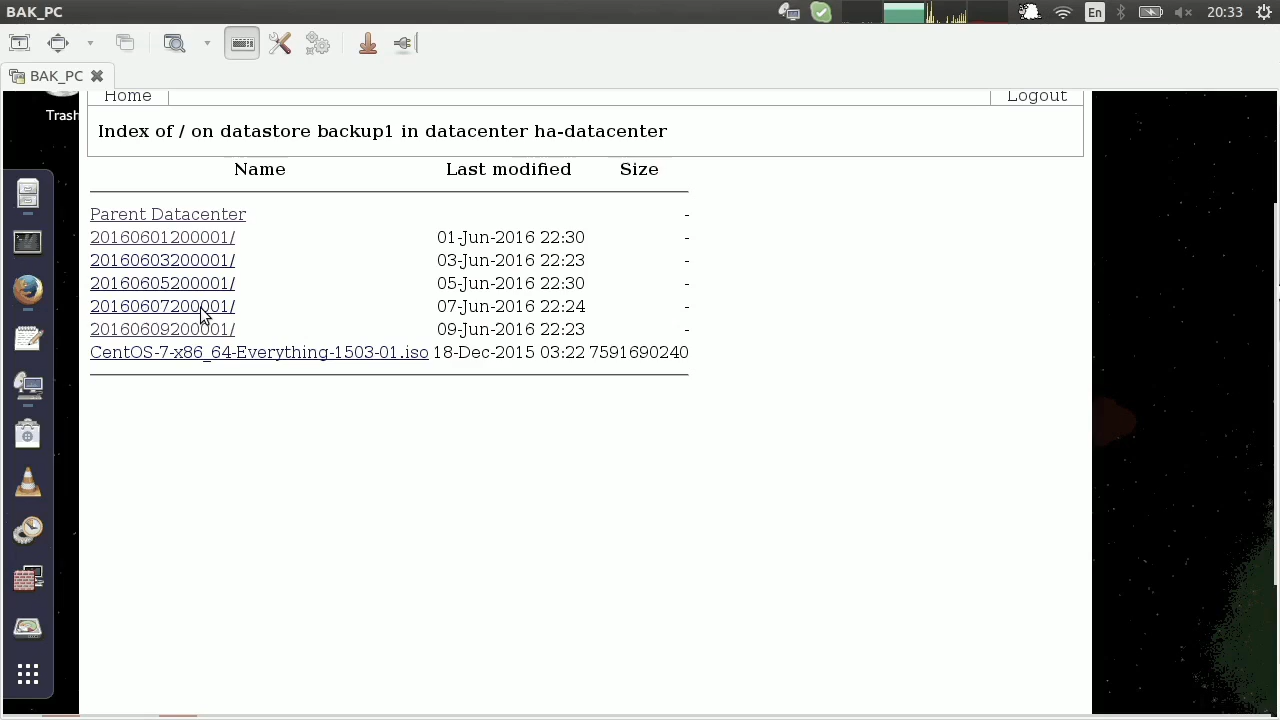 BAK_PC
En
20:33
BAK_PC
Trash
Home
Logout
Index of / on datastore backup1 in datacenter ha-datacenter
Name Last modified Size
Parent Datacenter -
20160601200001/ 01-Jun-2016 22:30 -
20160603200001/ 03-Jun-2016 22:23 -
20160605200001/ 05-Jun-2016 22:30 -
20160607200001/ 07-Jun-2016 22:24 -
20160609200001/ 09-Jun-2016 22:23 -
CentOS-7-x86_64-Everything-1503-01.iso 18-Dec-2015 03:22 7591690240